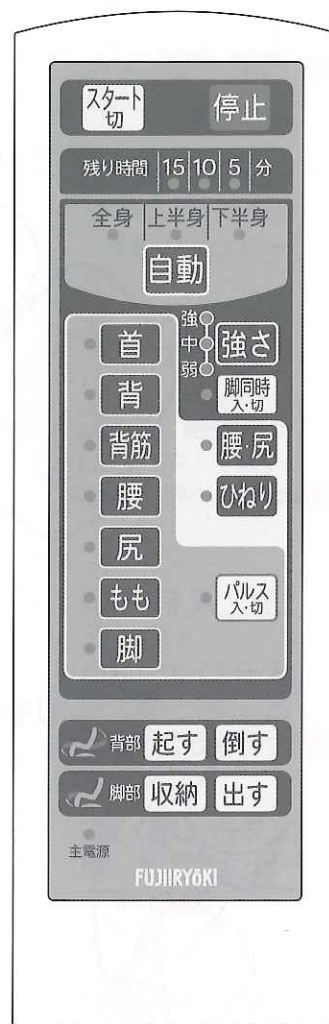 スタート
切
停止
残り時間 15 10 5 分
全身 上半身 下半身
自動
強
中
弱
強さ
脚同時
入・切
首
背
背筋
腰
尻
もも
脚
腰・尻
ひねり
パルス
入・切
背部 起す 倒す
脚部 収納 出す
主電源
FUJIIRYOKI